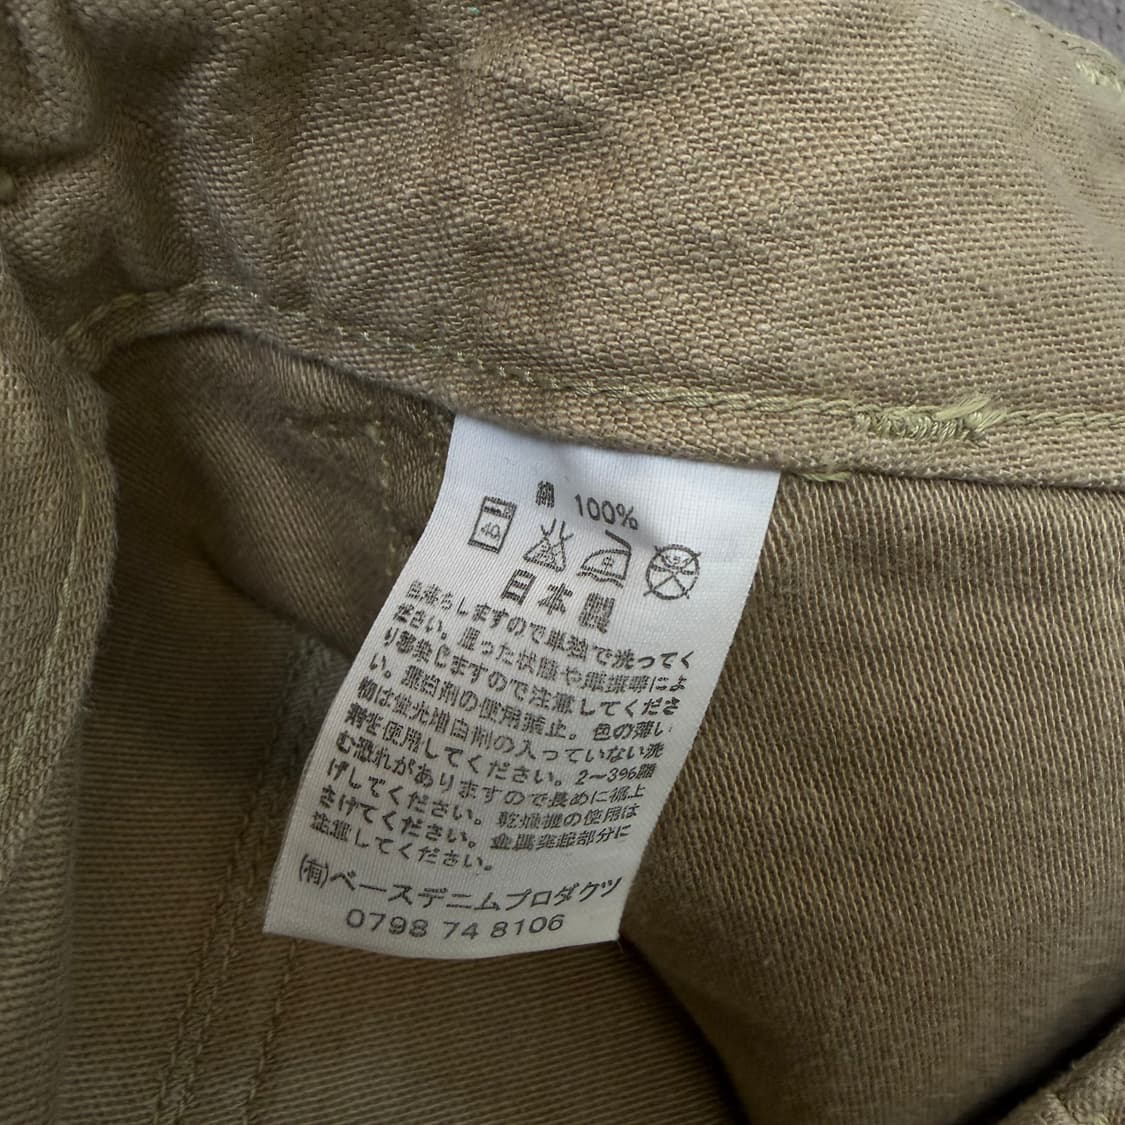 綿 100%
40
日本製
色落ちしますので単独で洗ってく
ださい。湿った状態や摩擦等によ
り移染しますので注意してくださ
い。漂白剤の使用禁止。色の薄い
物は蛍光増白剤の入っていない洗
剤を使用してください。2〜3%縮
む恐れがありますので長めに裾上
げしてください。乾燥機の使用は
さけてください。金属突起部分に
注意してください。
(有)ベースデニムプロダクツ
0798 74 8106